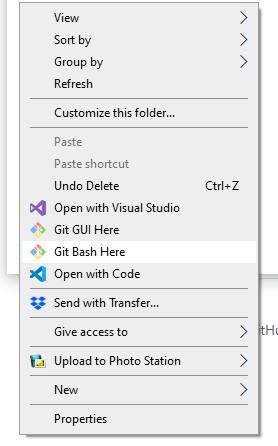 View
Sort by
Group by
Refresh
Customize this folder...
Paste
Paste shortcut
Undo Delete Ctrl+Z
Open with Visual Studio
Git GUI Here
Git Bash Here
Open with Code
Send with Transfer...
Give access to
Upload to Photo Station
New
Properties